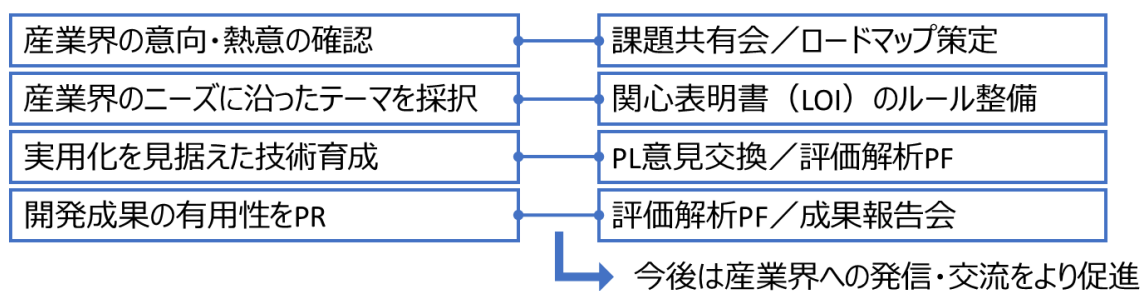 産業界の意向・熱意の確認
課題共有会／ロードマップ策定
産業界のニーズに沿ったテーマを採択
関心表明書（LOI）のルール整備
実用化を見据えた技術育成
PL意見交換／評価解析PF
開発成果の有用性をPR
評価解析PF／成果報告会
今後は産業界への発信・交流をより促進